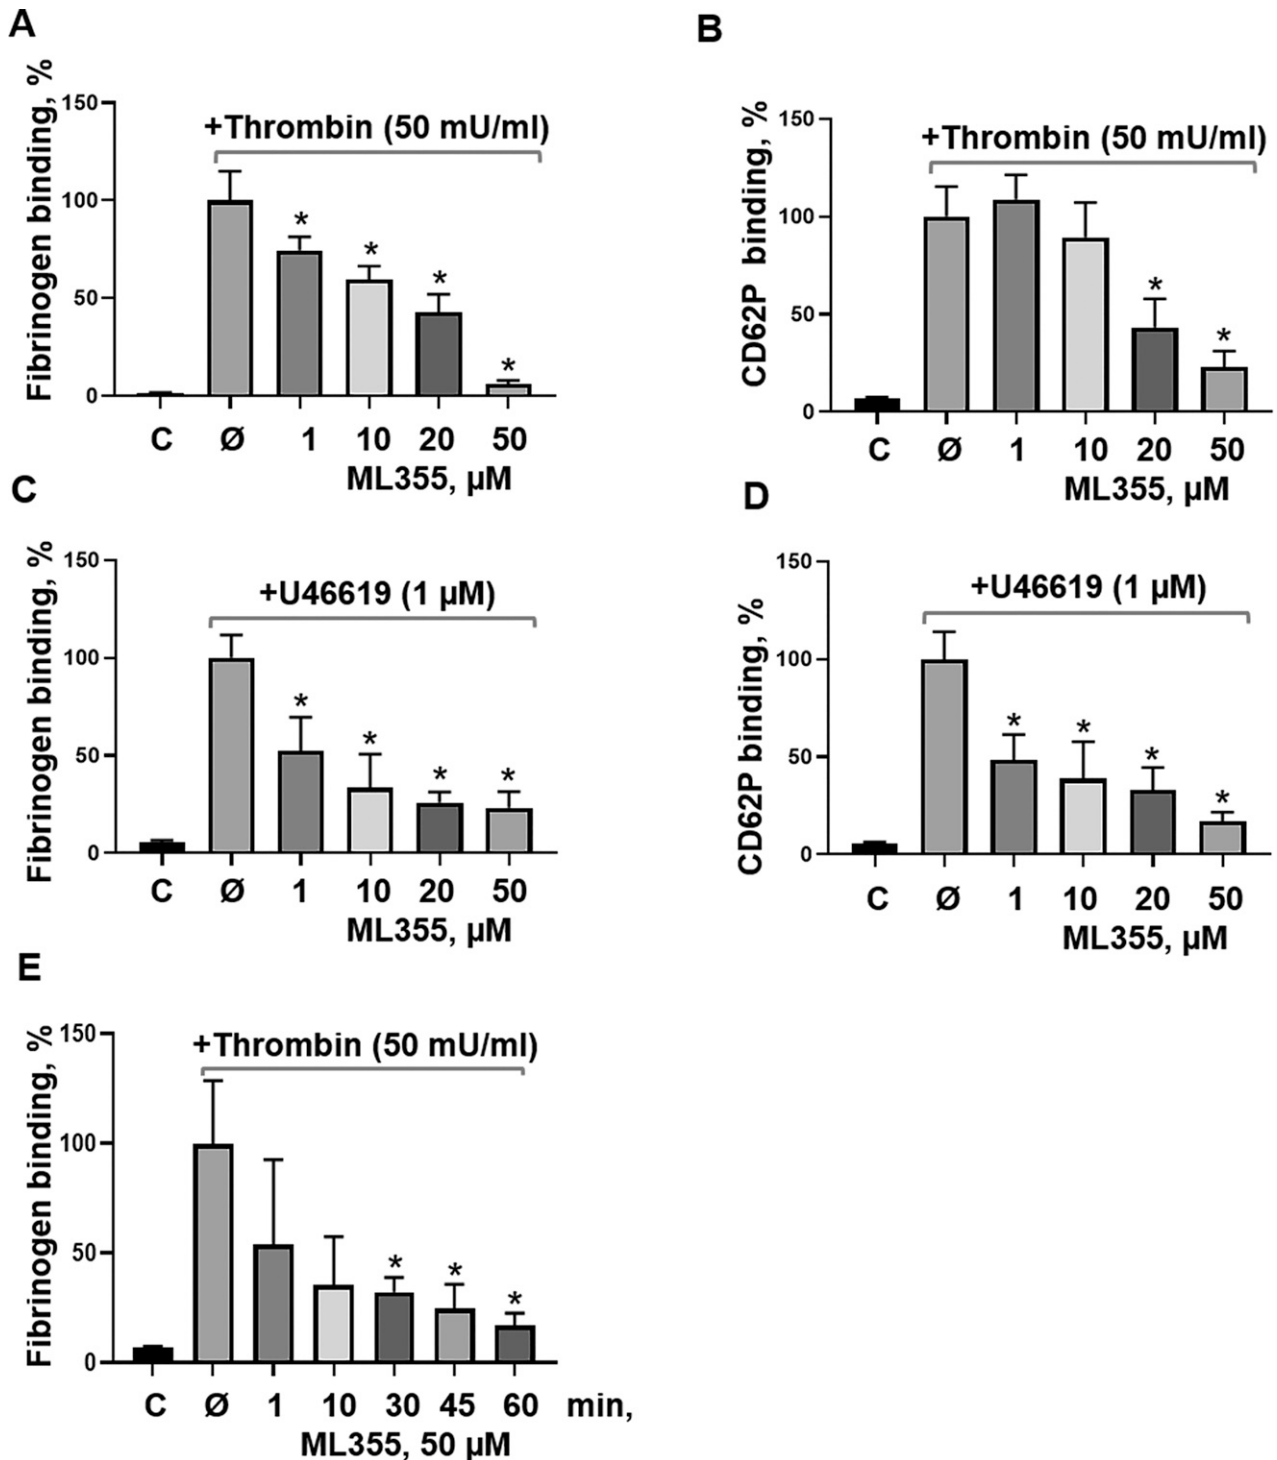 A
Fibrinogen binding, %
150
100
50
0
+Thrombin (50 mU/ml)
*
*
*
*
C Ø 1 10 20 50
ML355, µM
B
CD62P binding, %
150
100
50
0
+Thrombin (50 mU/ml)
*
*
C Ø 1 10 20 50
ML355, µM
C
Fibrinogen binding, %
150
100
50
0
+U46619 (1 µM)
*
*
*
*
C Ø 1 10 20 50
ML355, µM
D
CD62P binding, %
150
100
50
0
+U46619 (1 µM)
*
*
*
*
C Ø 1 10 20 50
ML355, µM
E
Fibrinogen binding, %
150
100
50
0
+Thrombin (50 mU/ml)
*
*
*
C Ø 1 10 30 45 60 min,
ML355, 50 µM